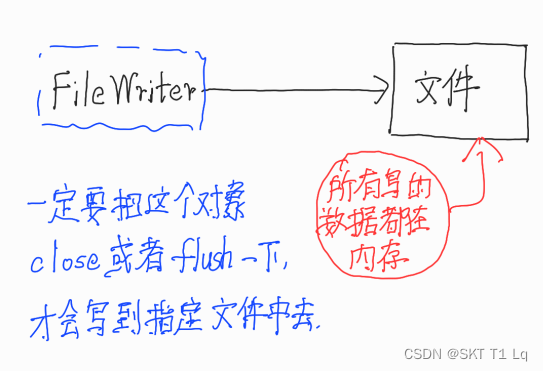 FileWriter
文件
所有写的
数据都在
内存
一定要把这个对象
close或者flush一下,
才会写到指定文件中去.
CSDN @SKT T1 Lq